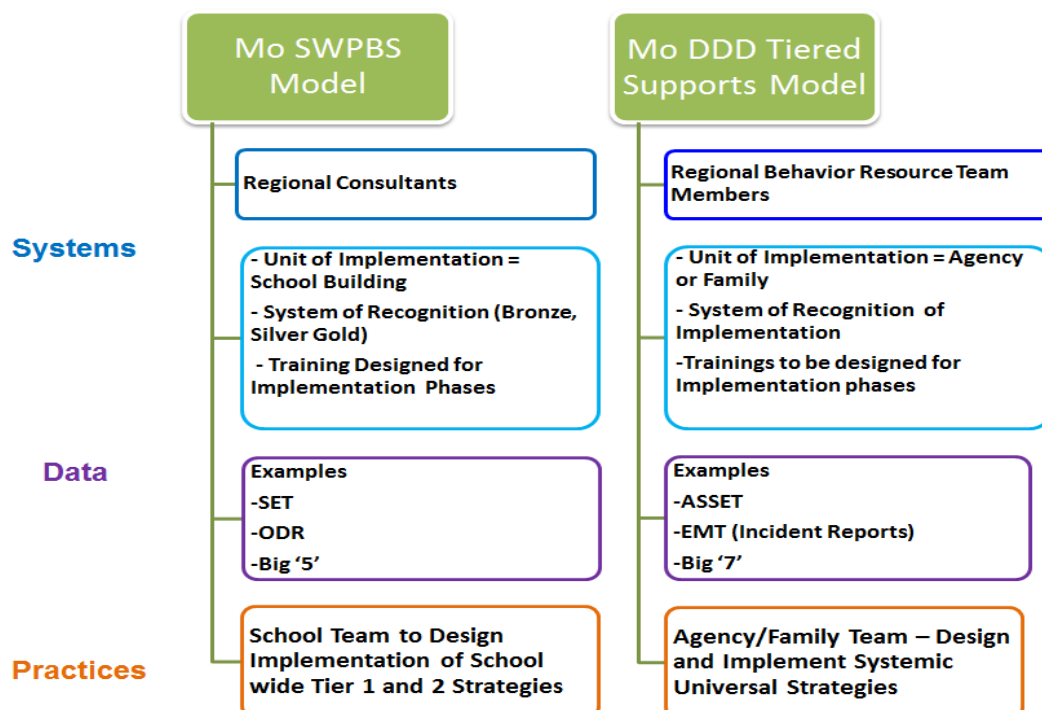 Mo SWPBS
Model
Mo DDD Tiered
Supports Model
Systems
Regional Consultants
Regional Behavior Resource Team
Members
- Unit of Implementation =
School Building
- System of Recognition (Bronze,
Silver Gold)
- Training Designed for
Implementation Phases
- Unit of Implementation = Agency
or Family
- System of Recognition of
Implementation
-Trainings to be designed for
Implementation phases
Data
Examples
-SET
-ODR
-Big ‘5’
Examples
-ASSET
-EMT (Incident Reports)
-Big ‘7’
Practices
School Team to Design
Implementation of School
wide Tier 1 and 2 Strategies
Agency/Family Team – Design
and Implement Systemic
Universal Strategies